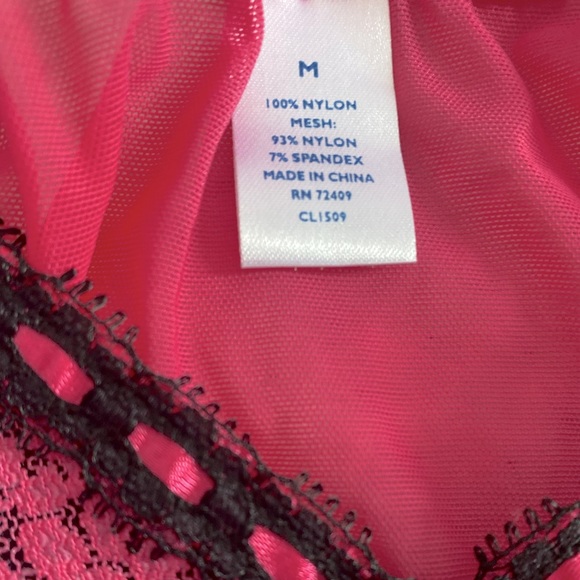 M
100% NYLON
MESH:
93% NYLON
7% SPANDEX
MADE IN CHINA
RN 72409
CL1509